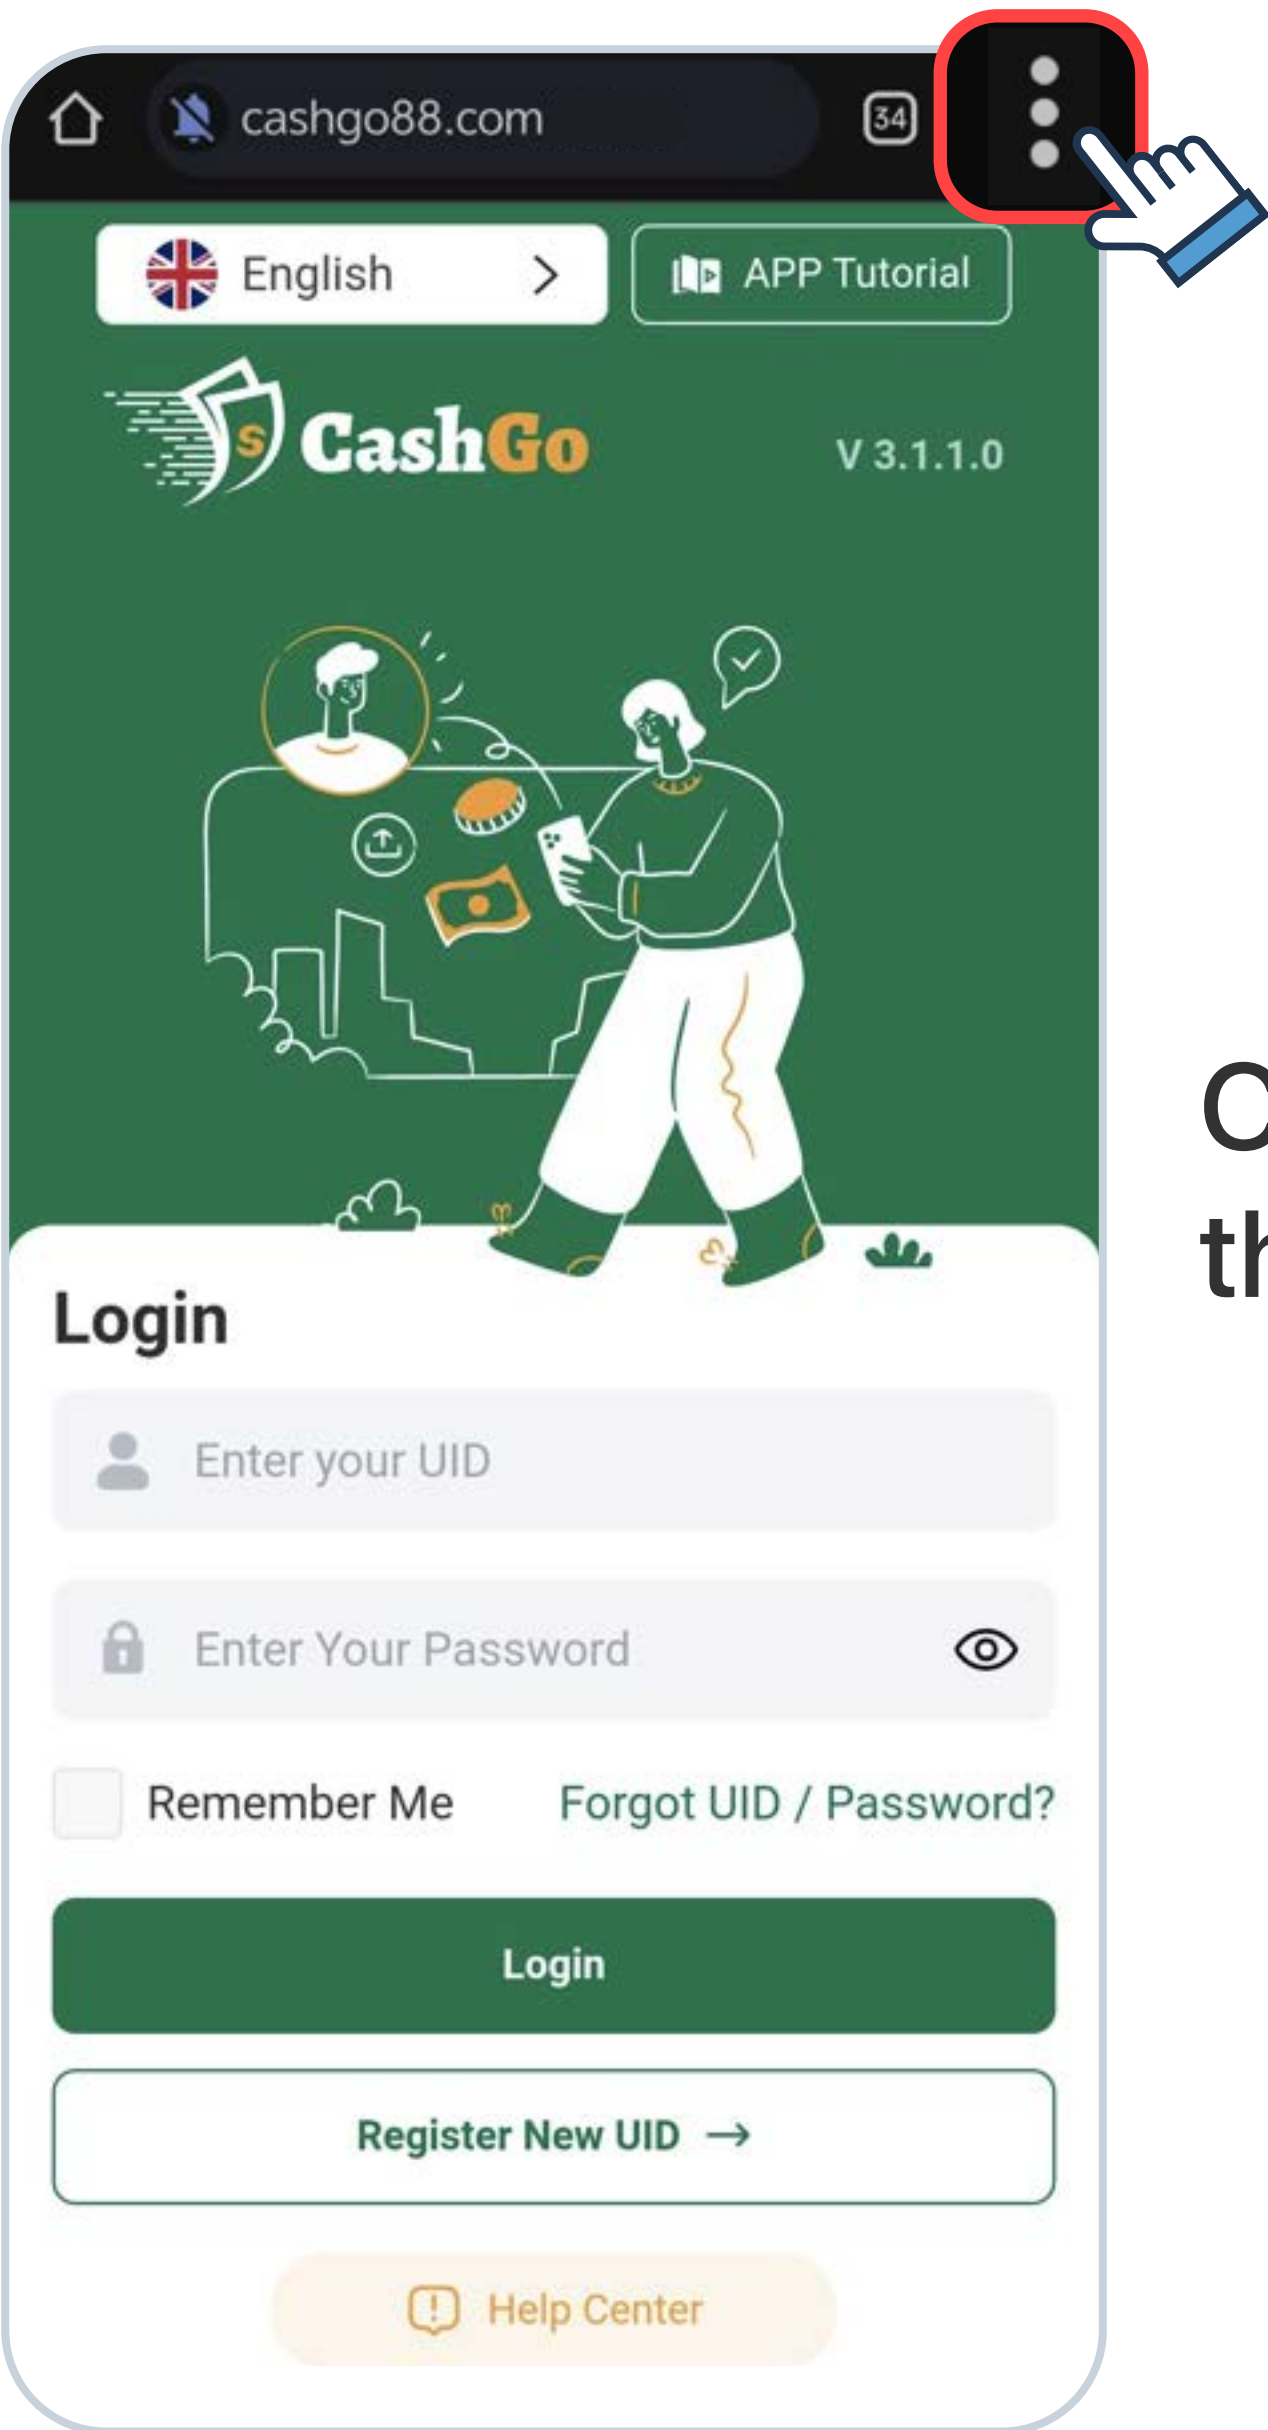 cashgo88.com
34
English
APP Tutorial
S CashGo
V 3.1.1.0
Login
Enter your UID
Enter Your Password
Remember Me
Forgot UID / Password?
Login
Register New UID →
Help Center